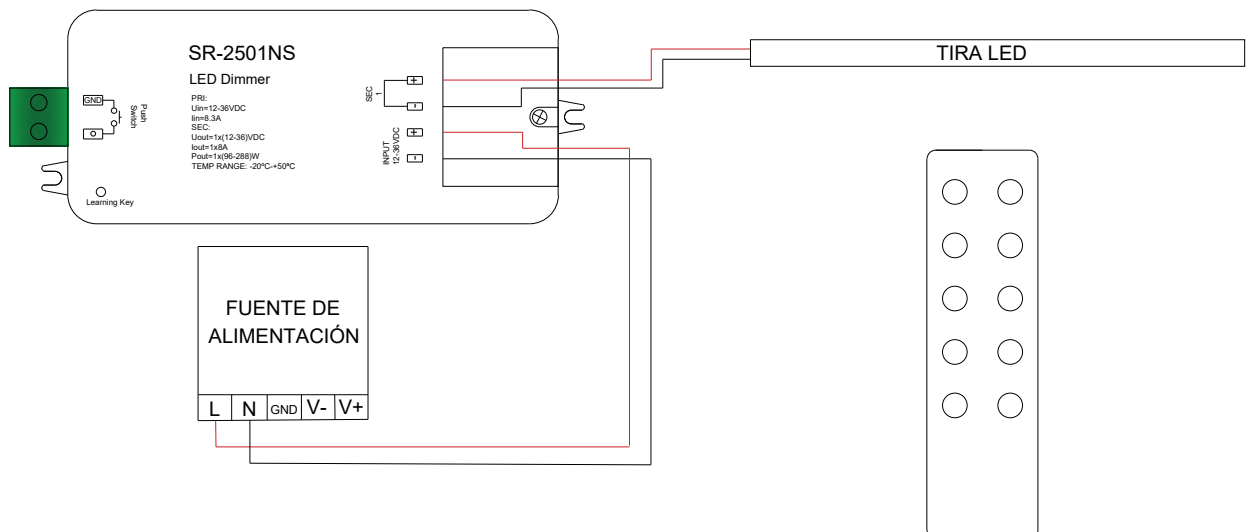 SR-2501NS
LED Dimmer
PRI:
Uin=12-36VDC
Iin=8.3A
SEC:
Uout=1x(12-36)VDC
Iout=1x8A
Pout=1x(96-288)W
TEMP RANGE: -20ºC-+50ºC
GND
Push
Switch
Learning Key
SEC
1
+
-
INPUT
12-36VDC
+
-
TIRA LED
FUENTE DE
ALIMENTACIÓN
L N GND V- V+